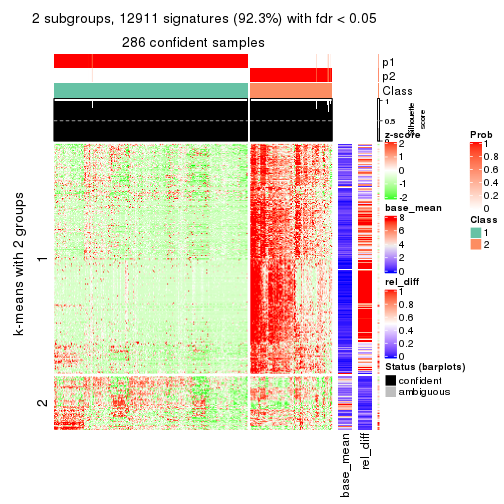 2 subgroups, 12911 signatures (92.3%) with fdr < 0.05
286 confident samples
p1
p2
Class
1
0.5
0
Silhouette
score
k-means with 2 groups
1
2
base_mean
rel_diff
z-score
2
1
0
-1
-2
base_mean
8
6
4
2
0
rel_diff
1
0.8
0.6
0.4
0.2
0
Status (barplots)
confident
ambiguous
Prob
1
0.8
0.6
0.4
0.2
0
Class
1
2